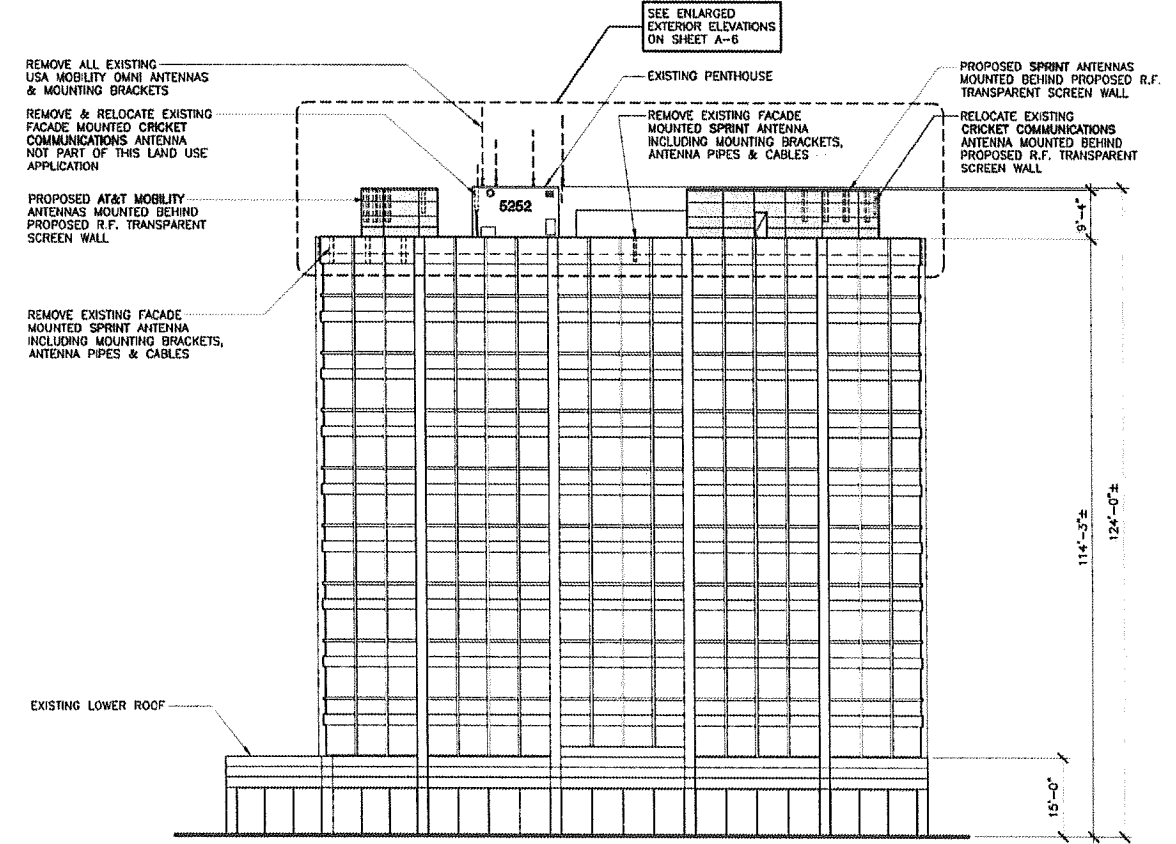 SEE ENLARGED
EXTERIOR ELEVATIONS
ON SHEET A-6
REMOVE ALL EXISTING
USA MOBILITY OMNI ANTENNAS
& MOUNTING BRACKETS
REMOVE & RELOCATE EXISTING
FACADE MOUNTED CRICKET
COMMUNICATIONS ANTENNA
NOT PART OF THIS LAND USE
APPLICATION
PROPOSED AT&T MOBILITY
ANTENNAS MOUNTED BEHIND
PROPOSED R.F. TRANSPARENT
SCREEN WALL
REMOVE EXISTING FACADE
MOUNTED SPRINT ANTENNA
INCLUDING MOUNTING BRACKETS,
ANTENNA PIPES & CABLES
EXISTING LOWER ROOF
EXISTING PENTHOUSE
REMOVE EXISTING FACADE
MOUNTED SPRINT ANTENNA
INCLUDING MOUNTING BRACKETS,
ANTENNA PIPES & CABLES
5252
PROPOSED SPRINT ANTENNAS
MOUNTED BEHIND PROPOSED R.F.
TRANSPARENT SCREEN WALL
RELOCATE EXISTING
CRICKET COMMUNICATIONS
ANTENNA MOUNTED BEHIND
PROPOSED R.F. TRANSPARENT
SCREEN WALL
9'-4"
114'-3"±
124'-0"±
15'-0"